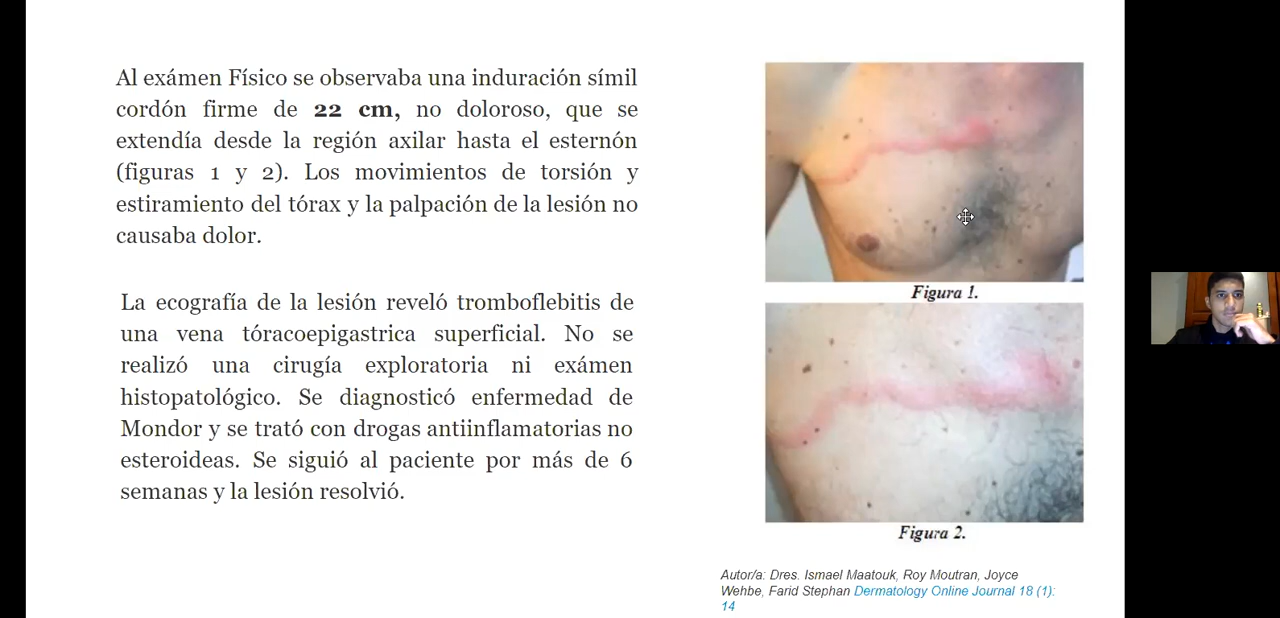 Al exámen Físico se observaba una induración símil
cordón firme de 22 cm, no doloroso, que se
extendía desde la región axilar hasta el esternón
(figuras 1 y 2). Los movimientos de torsión y
estiramiento del tórax y la palpación de la lesión no
causaba dolor.
La ecografía de la lesión reveló tromboflebitis de
una vena tóracoepigastrica superficial. No se
realizó una cirugía exploratoria ni exámen
histopatológico. Se diagnosticó enfermedad de
Mondor y se trató con drogas antiinflamatorias no
esteroideas. Se siguió al paciente por más de 6
semanas y la lesión resolvió.
Figura 1.
Figura 2.
Autor/a: Dres. Ismael Maatouk, Roy Moutran, Joyce
Wehbe, Farid Stephan Dermatology Online Journal 18 (1):
14